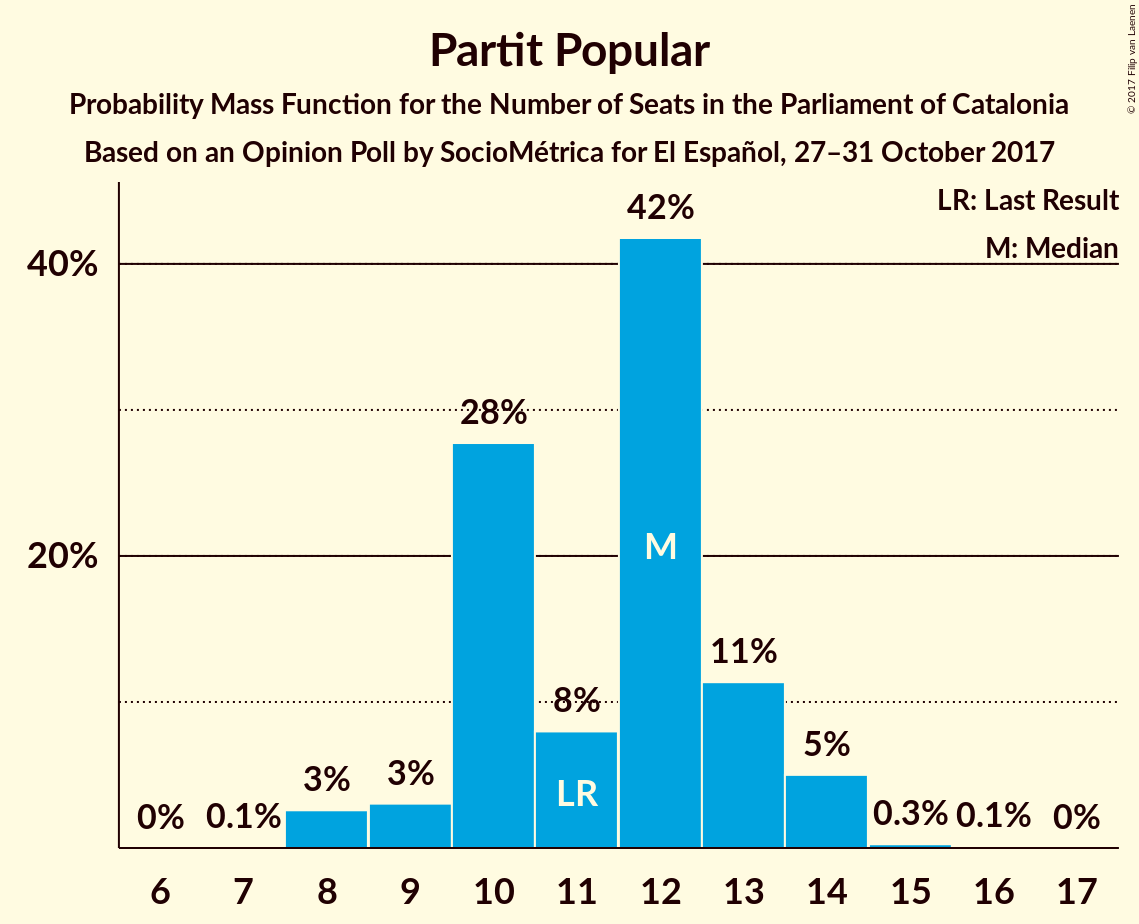 Partit Popular
Probability Mass Function for the Number of Seats in the Parliament of Catalonia
Based on an Opinion Poll by SocioMétrica for El Español, 27–31 October 2017
© 2017 Filip van Laenen
LR: Last Result
M: Median
42%
40%
28%
20%
M
11%
8%
5%
3%
3%
LR
0%
0.1%
0.3%
0.1%
0%
6 7 8 9 10 11 12 13 14 15 16 17